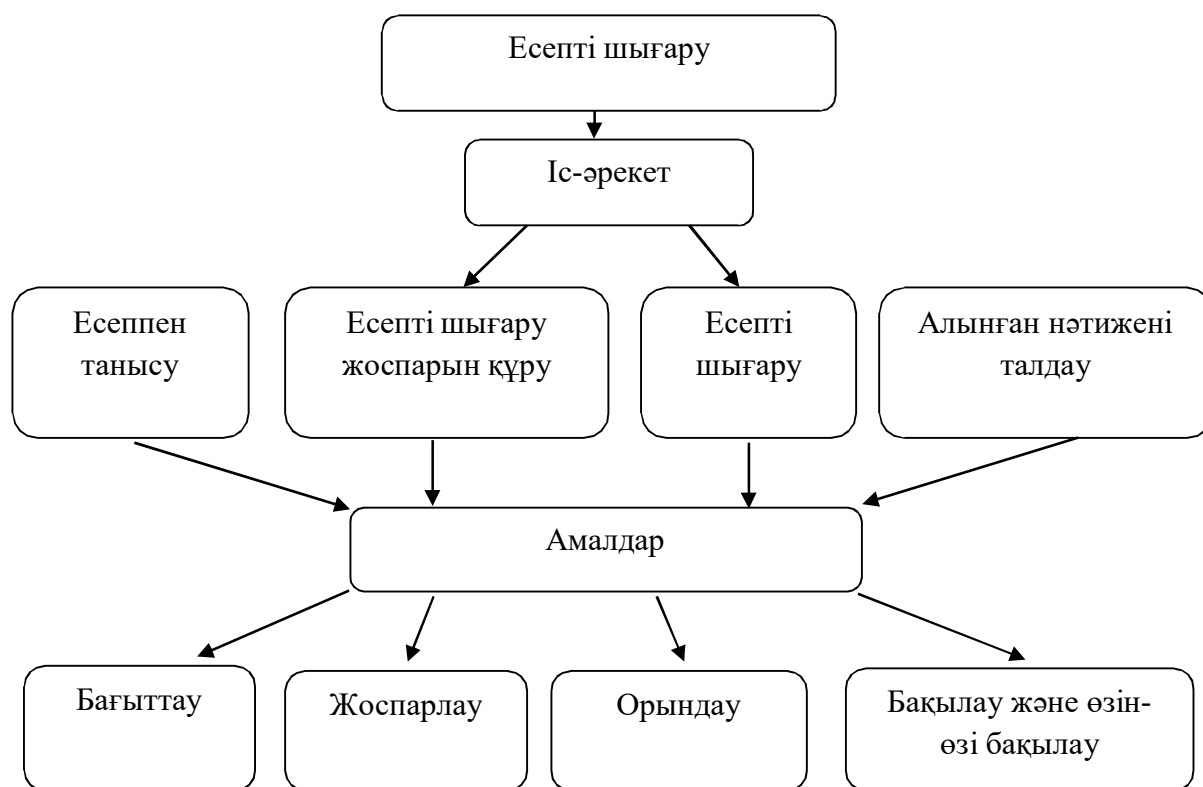 Есепті шығару
Іс-әрекет
Есеппен
танысу
Есепті шығару
жоспарын құру
Есепті
шығару
Алынған нәтижені
талдау
Амалдар
Бағыттау
Жоспарлау
Орындау
Бақылау және өзін-
өзі бақылау